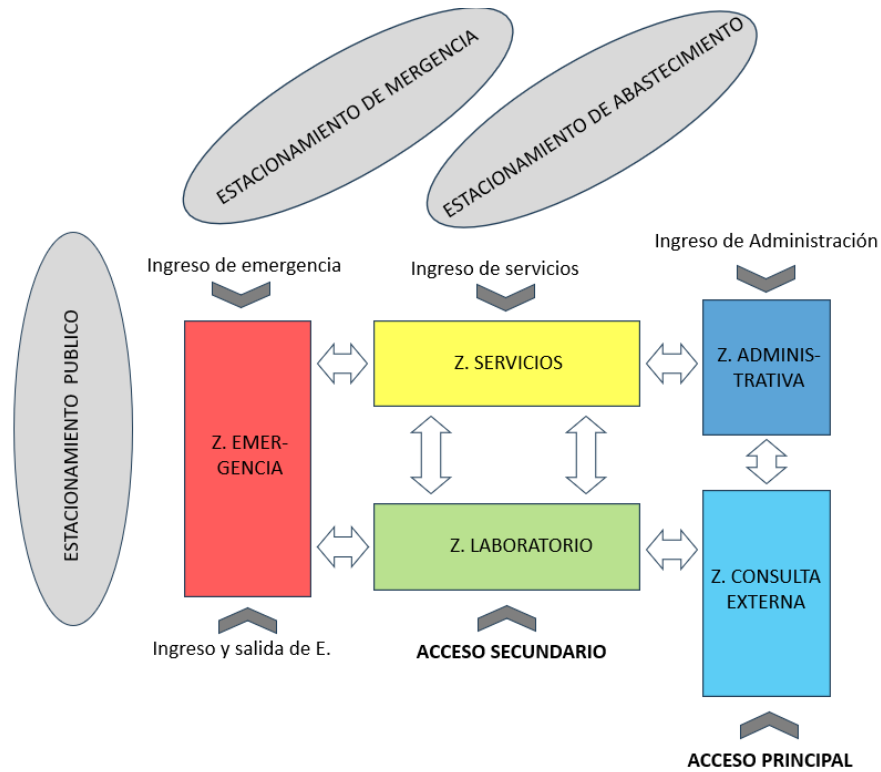 ESTACIONAMIENTO DE MERGENCIA
ESTACIONAMIENTO DE ABASTECIMIENTO
ESTACIONAMIENTO PUBLICO
Ingreso de emergencia
Ingreso de servicios
Ingreso de Administración
Z. EMER-
GENCIA
Z. SERVICIOS
Z. ADMINIS-
TRATIVA
Z. LABORATORIO
Z. CONSULTA
EXTERNA
Ingreso y salida de E.
ACCESO SECUNDARIO
ACCESO PRINCIPAL